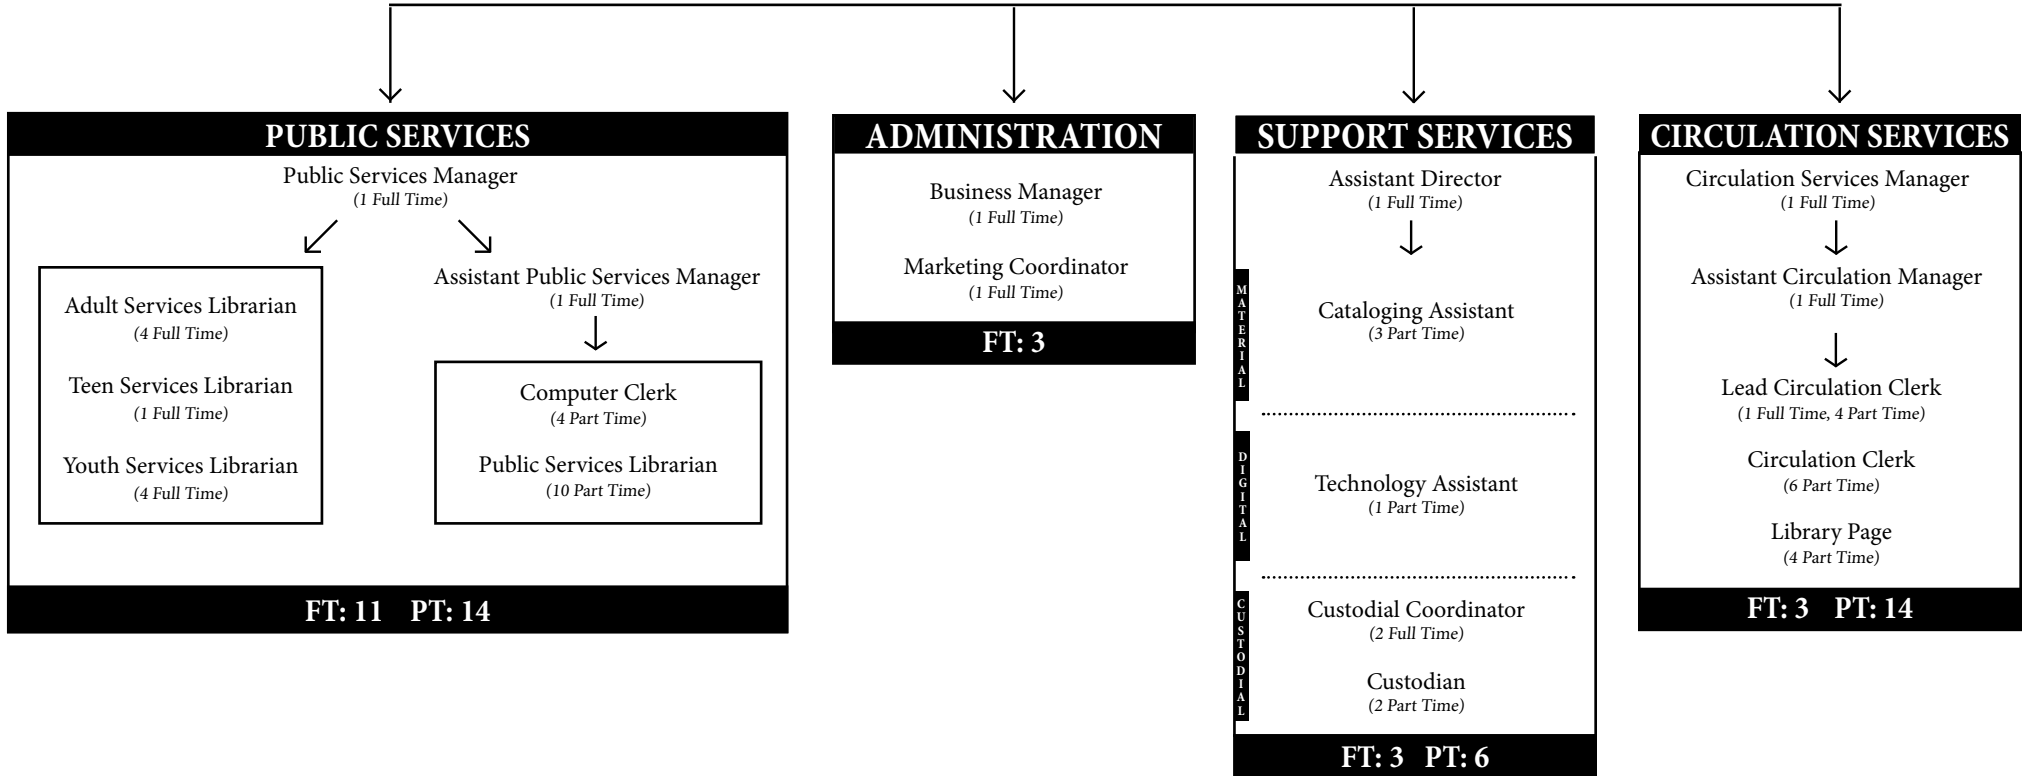 PUBLIC SERVICES
Public Services Manager
(1 Full Time)
Adult Services Librarian
(4 Full Time)
Teen Services Librarian
(1 Full Time)
Youth Services Librarian
(4 Full Time)
Assistant Public Services Manager
(1 Full Time)
Computer Clerk
(4 Part Time)
Public Services Librarian
(10 Part Time)
FT: 11 PT: 14
ADMINISTRATION
Business Manager
(1 Full Time)
Marketing Coordinator
(1 Full Time)
FT: 3
SUPPORT SERVICES
Assistant Director
(1 Full Time)
MATERIAL
Cataloging Assistant
(3 Part Time)
DIGITAL
Technology Assistant
(1 Part Time)
CUSTODIAL
Custodial Coordinator
(2 Full Time)
Custodian
(2 Part Time)
FT: 3 PT: 6
CIRCULATION SERVICES
Circulation Services Manager
(1 Full Time)
Assistant Circulation Manager
(1 Full Time)
Lead Circulation Clerk
(1 Full Time, 4 Part Time)
Circulation Clerk
(6 Part Time)
Library Page
(4 Part Time)
FT: 3 PT: 14